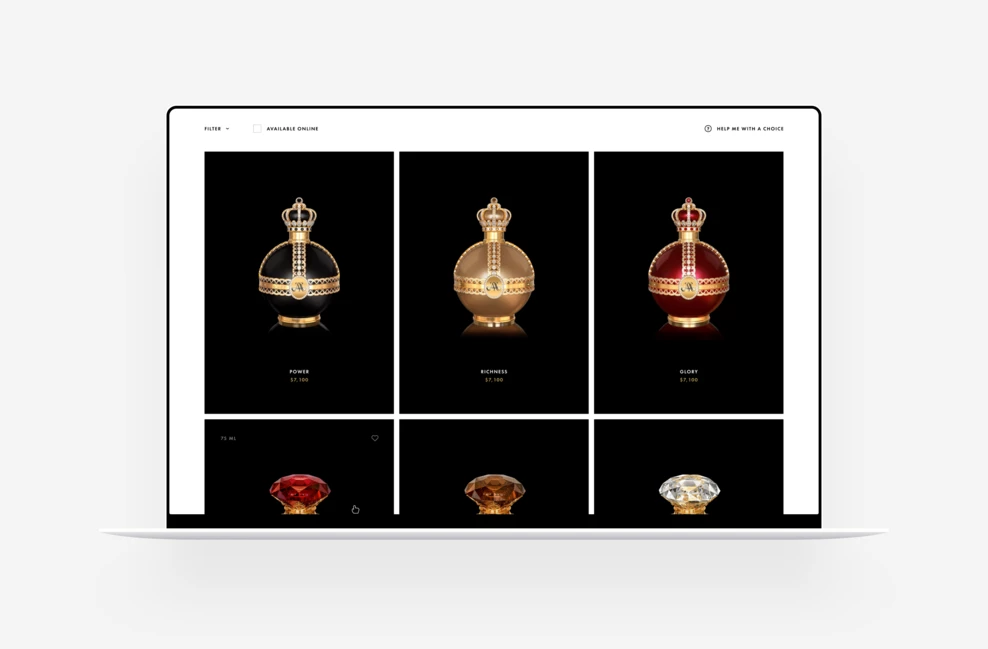 FILTER
AVAILABLE ONLINE
HELP ME WITH A CHOICE
POWER
$7,100
RICHNESS
$7,100
GLORY
$7,100
75 ML